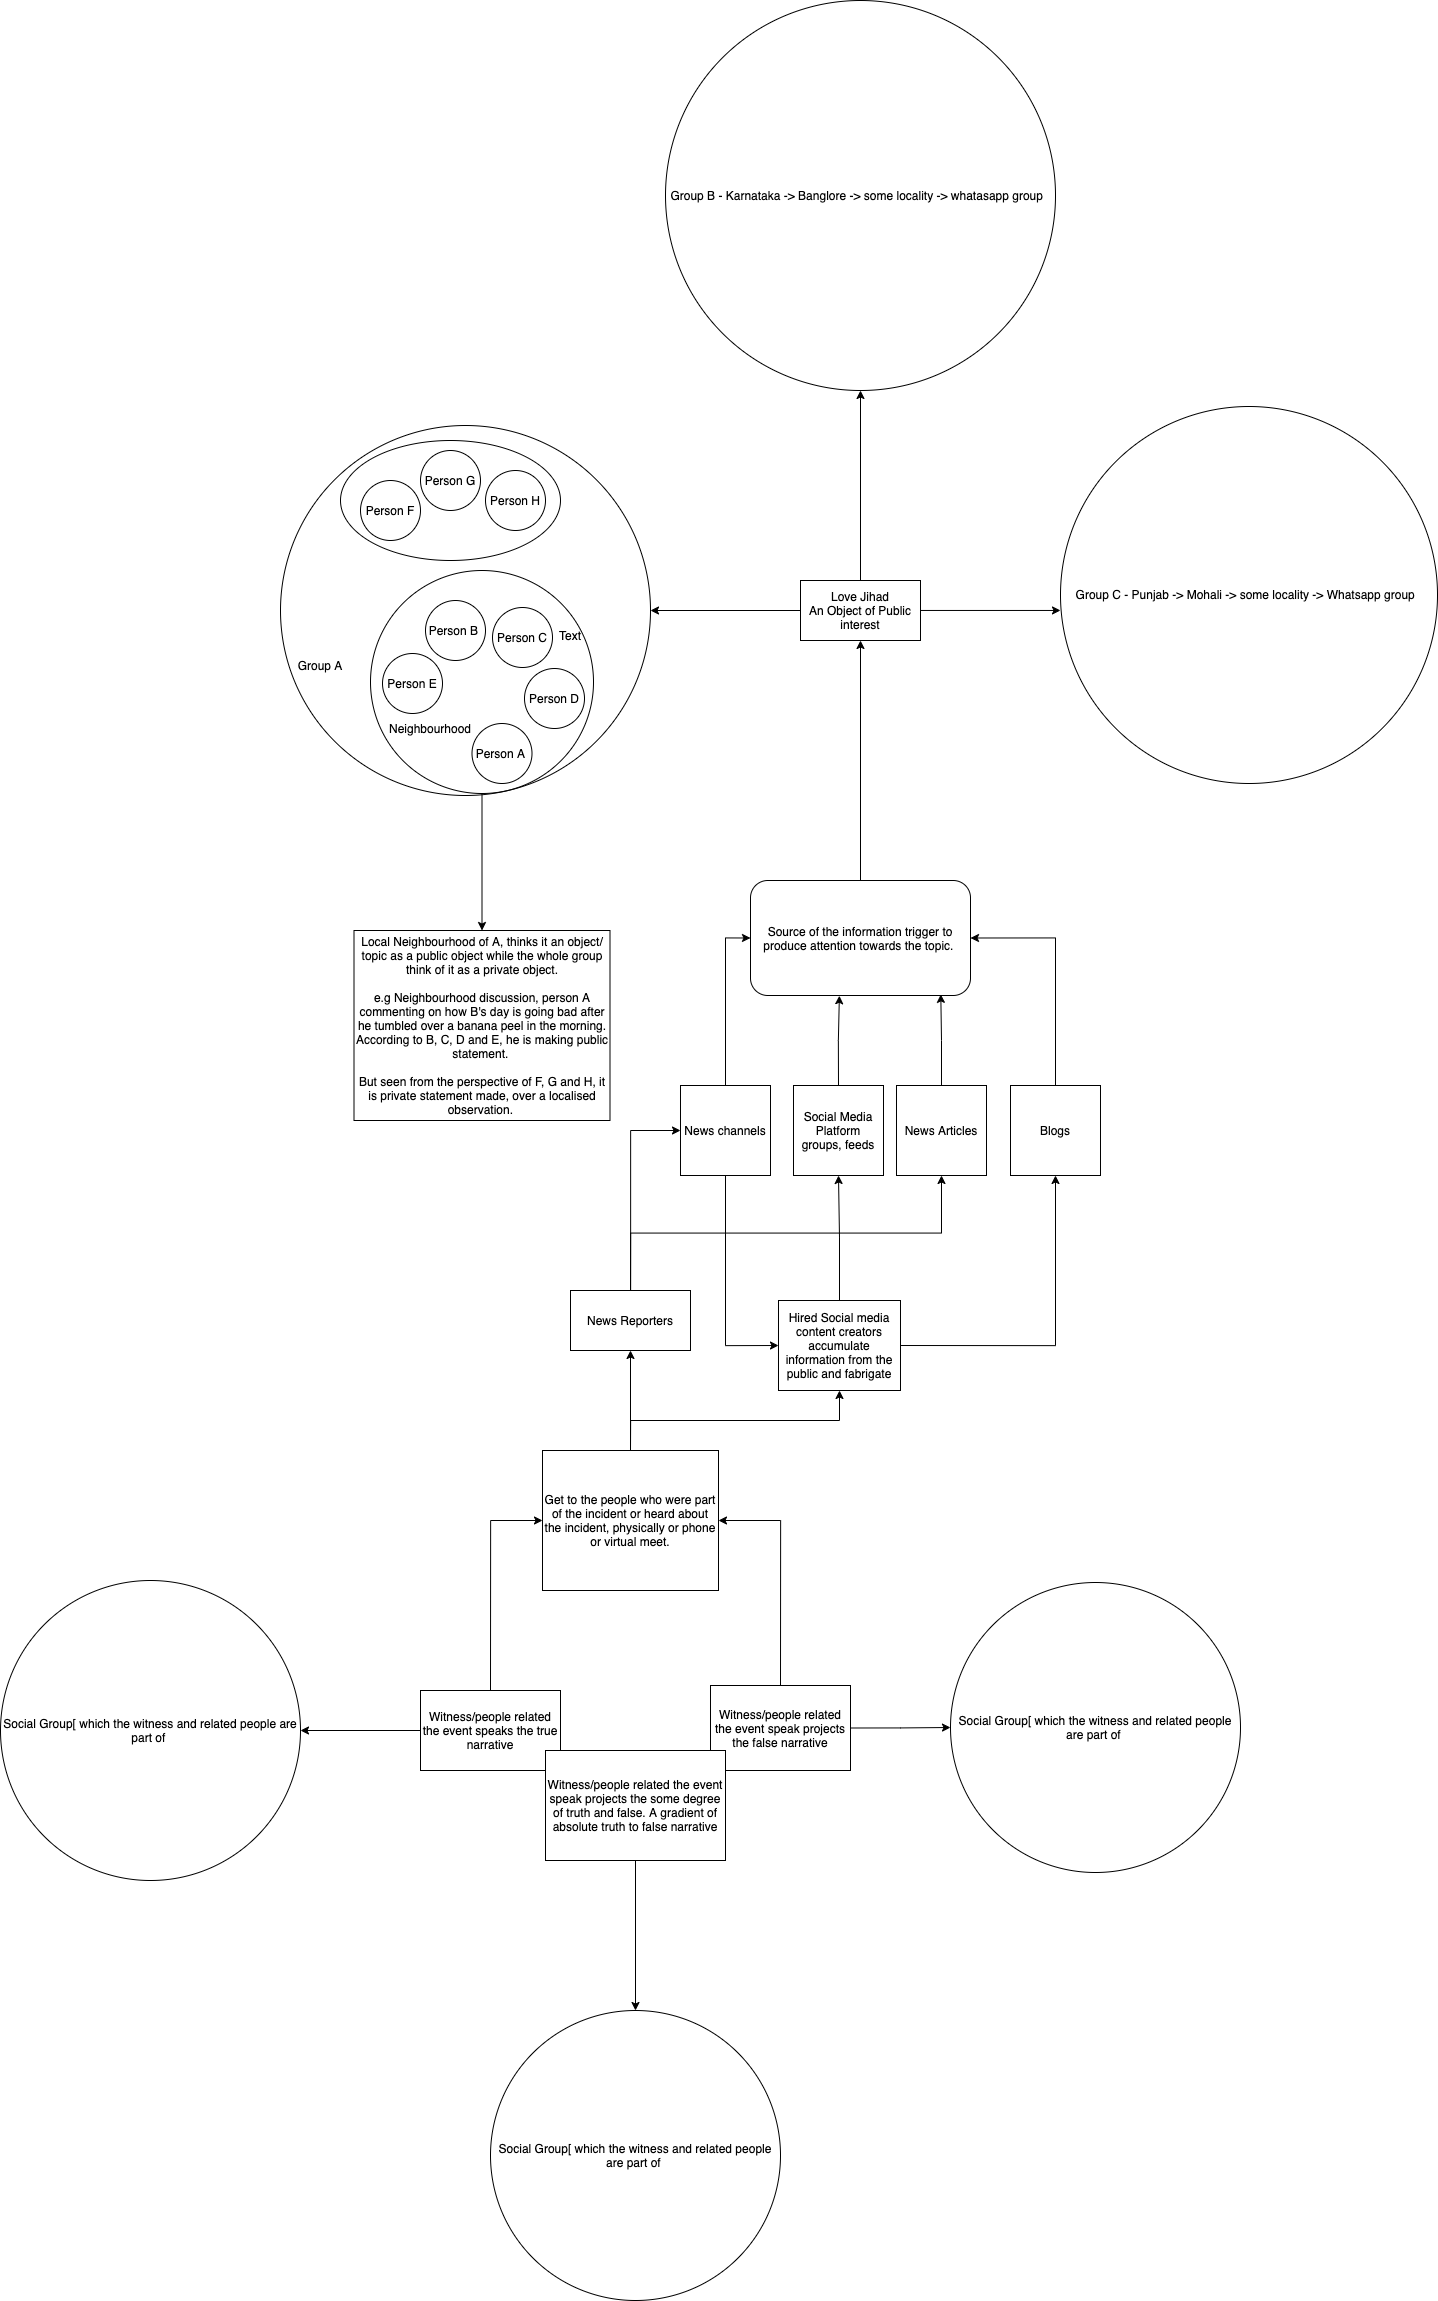 Group B - Karnataka -> Banglore -> some locality -> whatasapp group
Person G
Person H
Person F
Group C - Punjab -> Mohali -> some locality -> Whatsapp group
Love Jihad
An Object of Public
interest
Person B
Person C
Text
Group A
Person E
Person D
Neighbourhood
Person A
Source of the information trigger to
produce attention towards the topic.
Local Neighbourhood of A, thinks it an object/
topic as a public object while the whole group
think of it as a private object.
e.g Neighbourhood discussion, person A
commenting on how B's day is going bad after
he tumbled over a banana peel in the morning.
According to B, C, D and E, he is making public
statement.
But seen from the perspective of F, G and H, it
is private statement made, over a localised
observation.
News channels
Social Media
Platform
groups, feeds
News Articles
Blogs
News Reporters
Hired Social media
content creators
accumulate
information from the
public and fabrigate
Get to the people who were part
of the incident or heard about
the incident, physically or phone
or virtual meet.
Social Group[ which the witness and related people are
part of
Witness/people related
the event speaks the true
narrative
Witness/people related
the event speak projects
the false narrative
Social Group[ which the witness and related people
are part of
Witness/people related the event
speak projects the some degree
of truth and false. A gradient of
absolute truth to false narrative
Social Group[ which the witness and related people
are part of